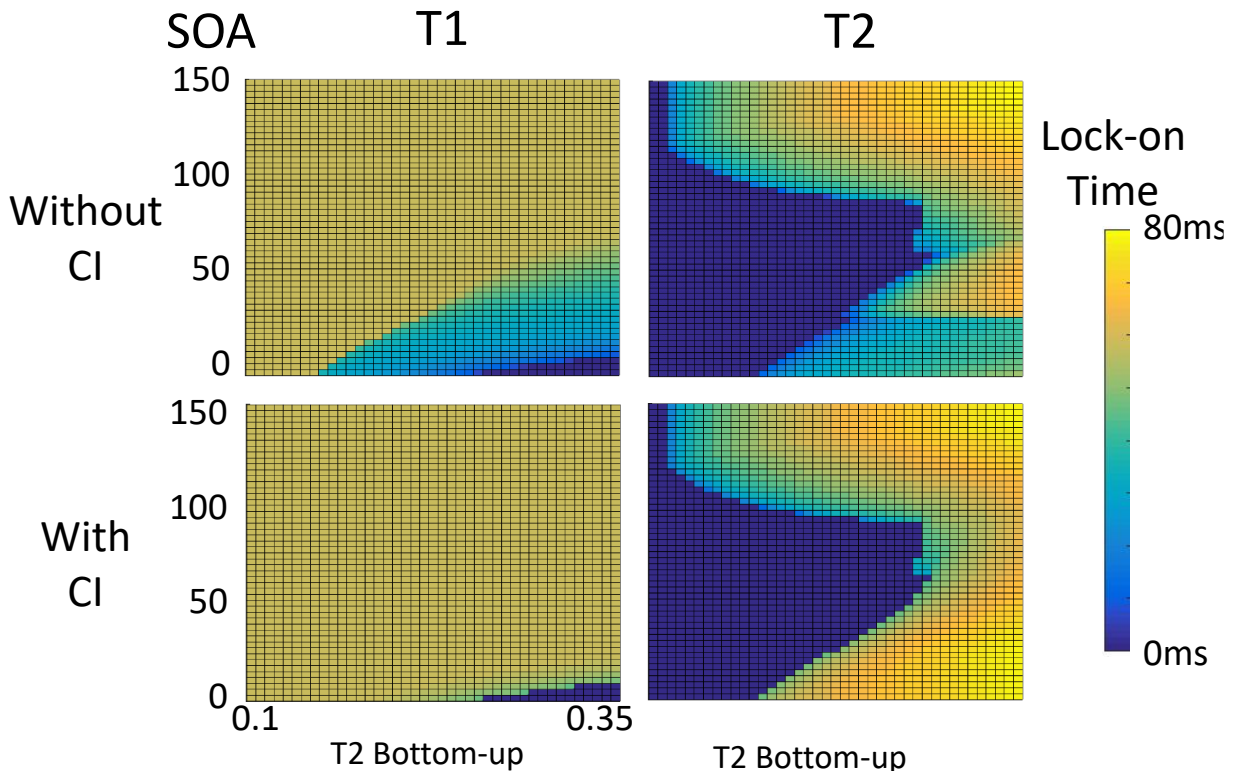 SOA T1 T2
150
100
50
0
Without
CI
Lock-on
Time
80ms
0ms
With
CI
150
100
50
0
0.1 0.35
T2 Bottom-up T2 Bottom-up